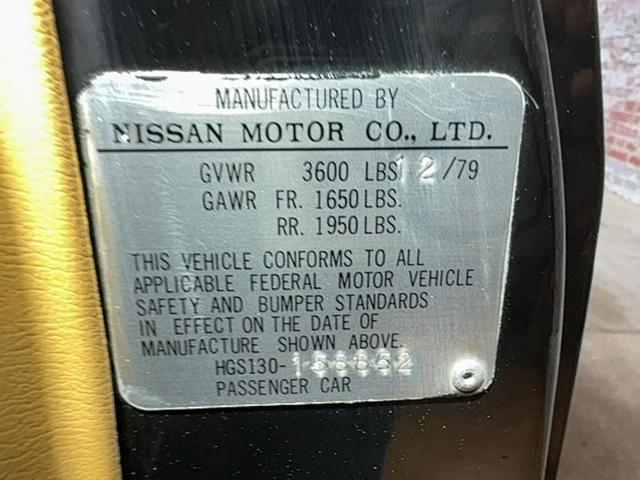 MANUFACTURED BY
NISSAN MOTOR CO., LTD.
GVWR 3600 LBS 12/79
GAWR FR. 1650 LBS.
RR. 1950 LBS.
THIS VEHICLE CONFORMS TO ALL
APPLICABLE FEDERAL MOTOR VEHICLE
SAFETY AND BUMPER STANDARDS
IN EFFECT ON THE DATE OF
MANUFACTURE SHOWN ABOVE.
HGS130-
PASSENGER CAR